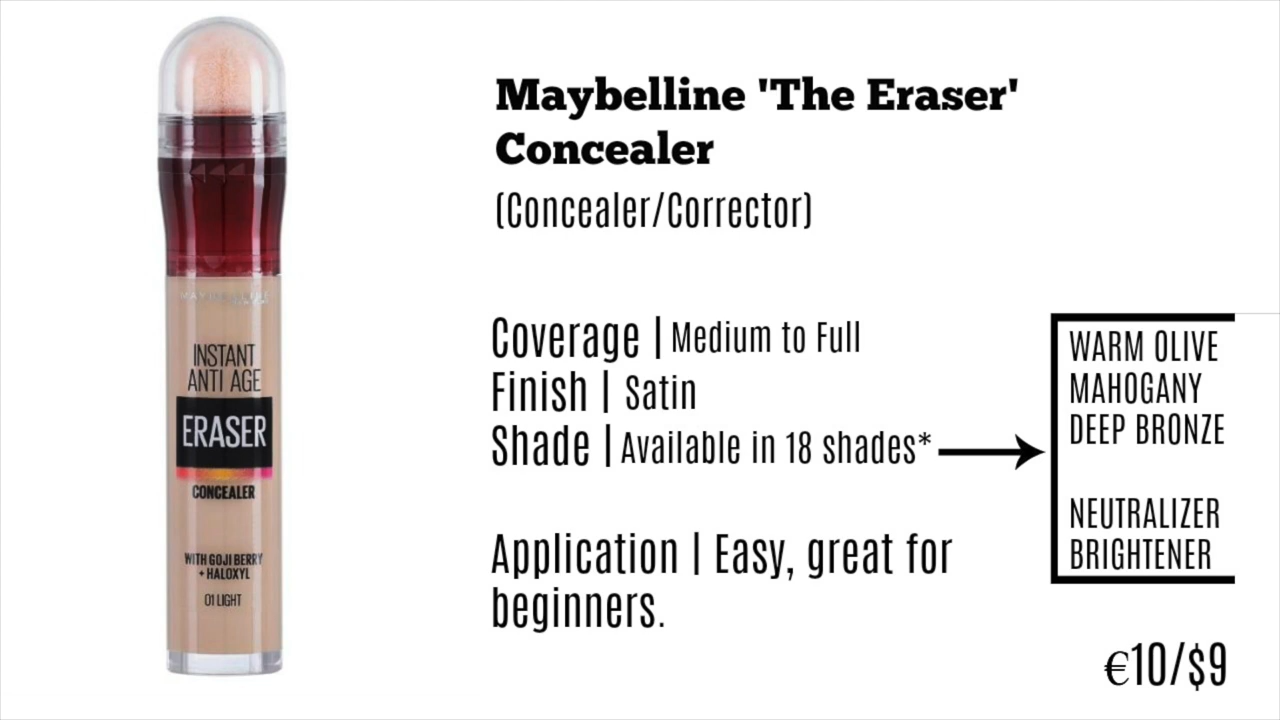 Maybelline 'The Eraser'
Concealer
(Concealer/Corrector)
Coverage | Medium to Full
Finish | Satin
Shade | Available in 18 shades*
Application | Easy, great for
beginners.
WARM OLIVE
MAHOGANY
DEEP BRONZE
NEUTRALIZER
BRIGHTENER
€10/$9
MAYBELLINE
INSTANT
ANTI AGE
ERASER
CONCEALER
WITH GOJI BERRY
+ HALOXYL
01 LIGHT